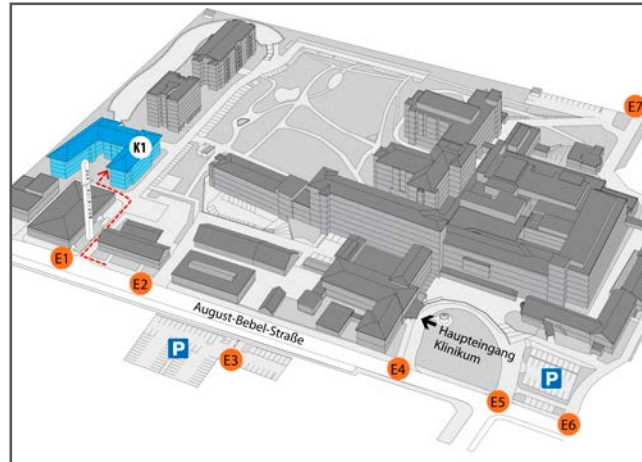 E7
K1
E1
E2
August-Bebel-Straße
P
E3
Haupteingang
Klinikum
P
E4
E5
E6